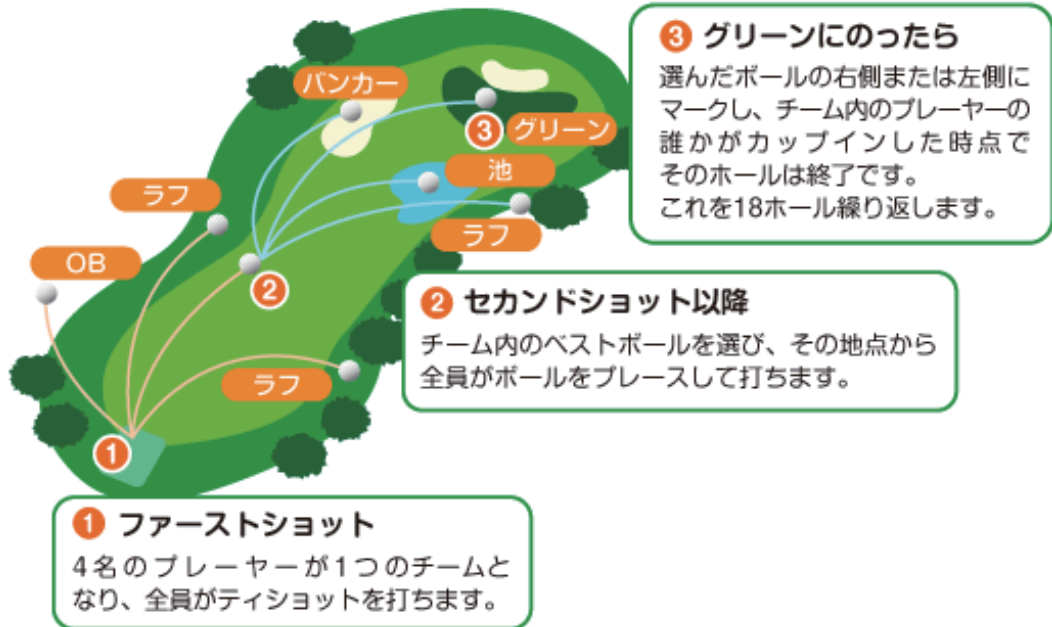 バンカー
③ グリーン
池
ラフ
ラフ
OB
②
ラフ
①
③ グリーンにのったら
選んだボールの右側または左側に
マークし、チーム内のプレーヤーの
誰かがカップインした時点で
そのホールは終了です。
これを18ホール繰り返します。
② セカンドショット以降
チーム内のベストボールを選び、その地点から
全員がボールをプレースして打ちます。
① ファーストショット
4名のプレーヤーが1つのチームと
なり、全員がティショットを打ちます。